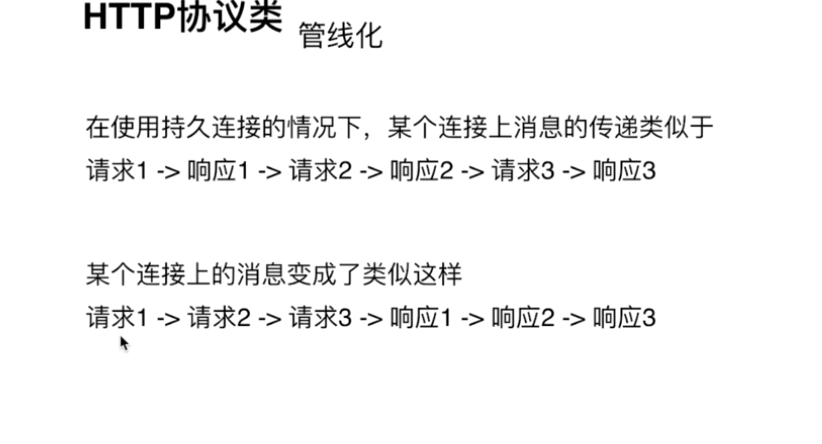 HTTP协议类 管线化
在使用持久连接的情况下，某个连接上消息的传递类似于
请求1 -> 响应1 -> 请求2 -> 响应2 -> 请求3 -> 响应3
某个连接上的消息变成了类似这样
请求1 -> 请求2 -> 请求3 -> 响应1 -> 响应2 -> 响应3